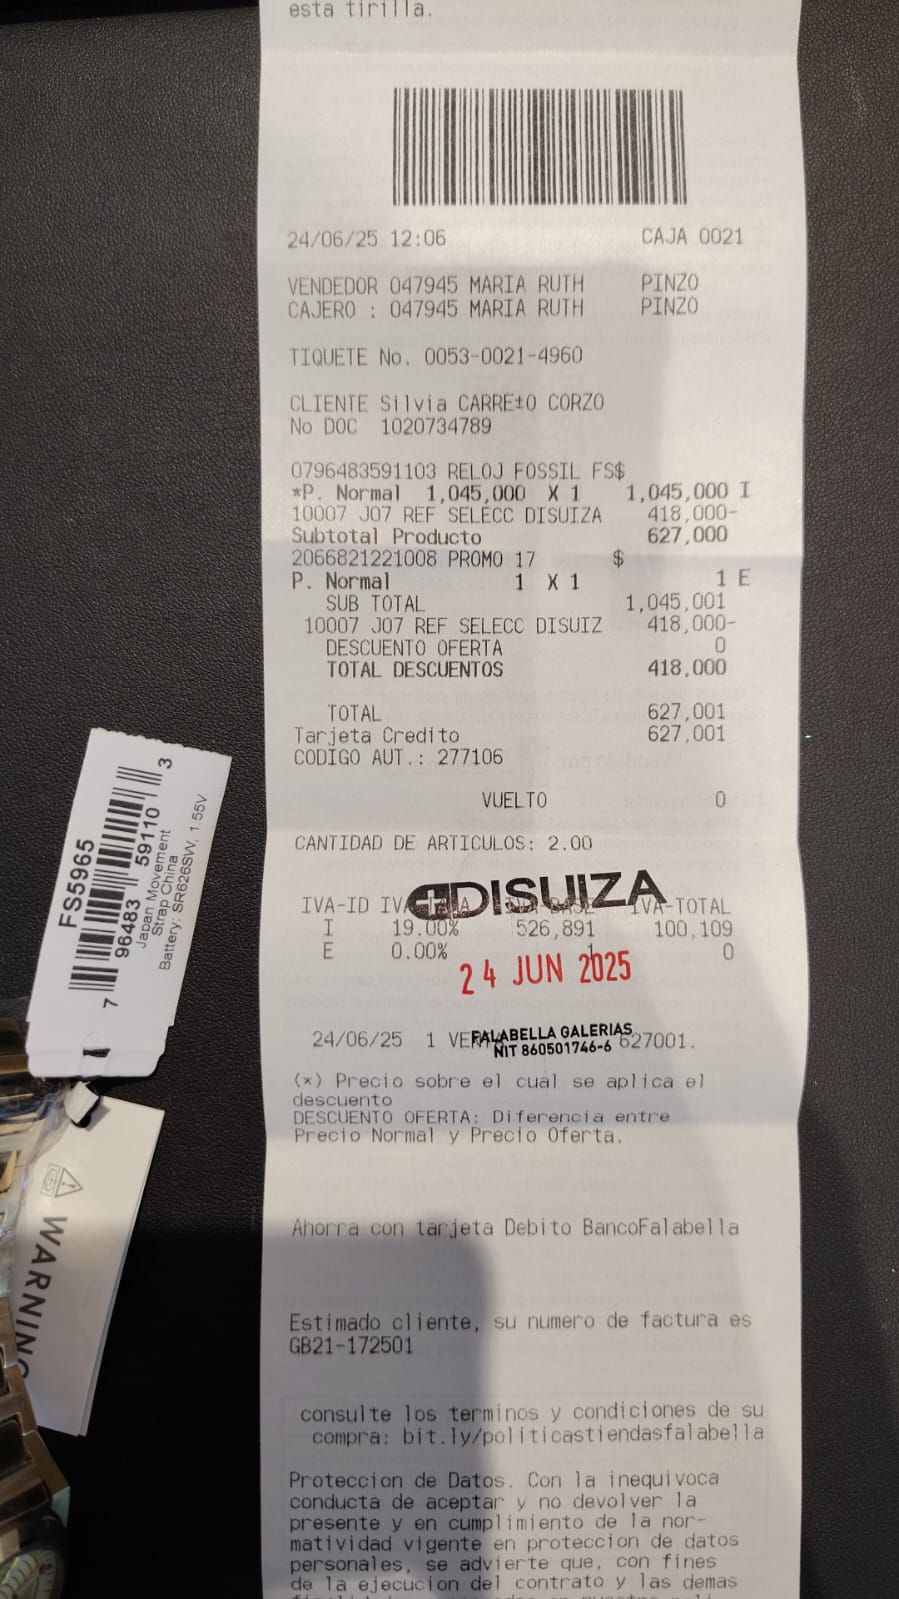 esta tirilla.
24/06/25 12:06 CAJA 0021
VENDEDOR 047945 MARIA RUTH PINZO
CAJERO : 047945 MARIA RUTH PINZO
TIQUETE No. 0053-0021-4960
CLIENTE Silvia CARRE±O CORZO
No DOC 1020734789
0796483591103 RELOJ FOSSIL FS$
*P. Normal 1,045,000 X 1 1,045,000 I
10007 J07 REF SELECC DISUIZA 418,000-
Subtotal Producto 627,000
2066821221008 PROMO 17 $
P. Normal 1 X 1 1 E
SUB TOTAL 1,045,001
10007 J07 REF SELECC DISUIZ 418,000-
DESCUENTO OFERTA 0
TOTAL DESCUENTOS 418,000
TOTAL 627,001
Tarjeta Credito 627,001
CODIGO AUT.: 277106
VUELTO 0
CANTIDAD DE ARTICULOS: 2.00
DISUIZA
IVA-ID IVA-BASE IVA-TOTAL
I 19.00% 526,891 100,109
E 0.00% 1 0
24 JUN 2025
FALABELLA GALERIAS
24/06/25 1 627001.
NIT 860501746-6
(*) Precio sobre el cual se aplica el
descuento
DESCUENTO OFERTA: Diferencia entre
Precio Normal y Precio Oferta.
Ahorra con tarjeta Debito BancoFalabella
Estimado cliente, su numero de factura es
GB21-172501
consulte los terminos y condiciones de su
compra: bit.ly/politicastiendasfalabella
Proteccion de Datos. Con la inequivoca
conducta de aceptar y no devolver la
presente y en cumplimiento de la nor-
matividad vigente en proteccion de datos
personales, se advierte que, con fines
de la ejecucion del contrato y las demas
FS5965
7 96483 59110 3
Japan Movement
Strap China
Battery: SR626SW, 1.55V
WARNING